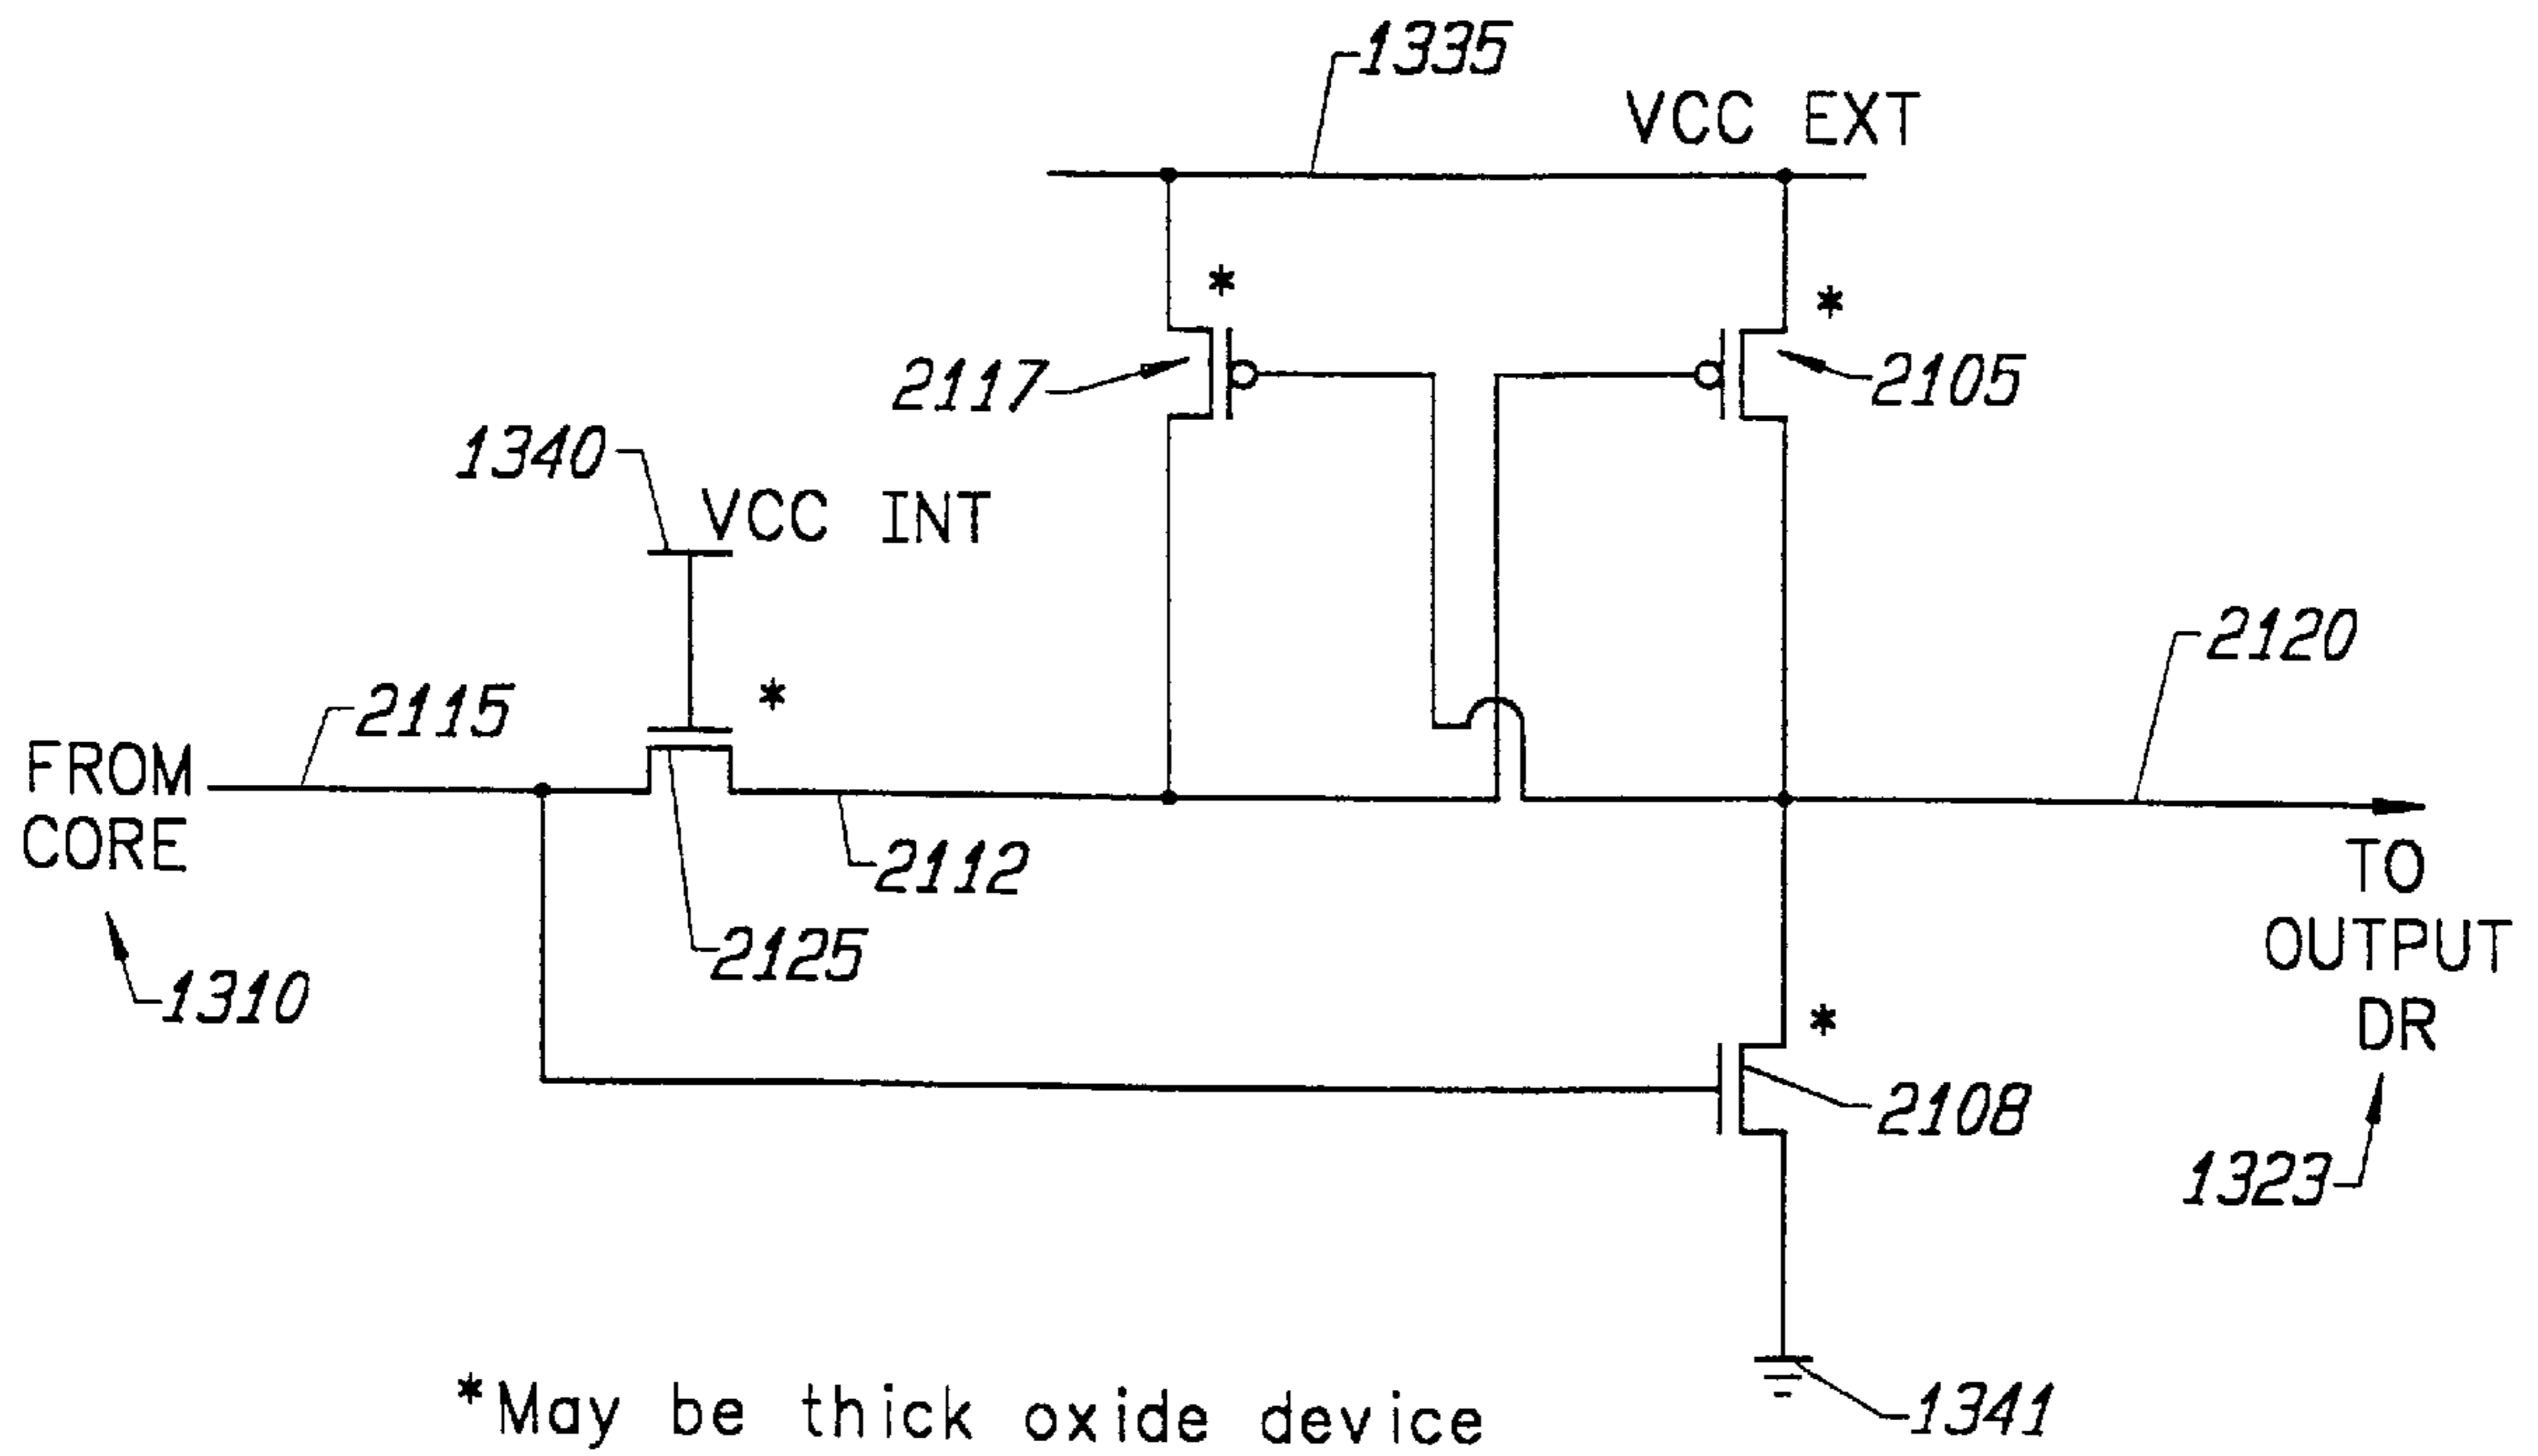 1335
VCC EXT
*
*
2117
2105
1340
VCC INT
2120
2115
*
FROM
CORE
2112
TO
OUTPUT
DR
2125
1310
*
2108
1323
1341
*May be thick oxide device